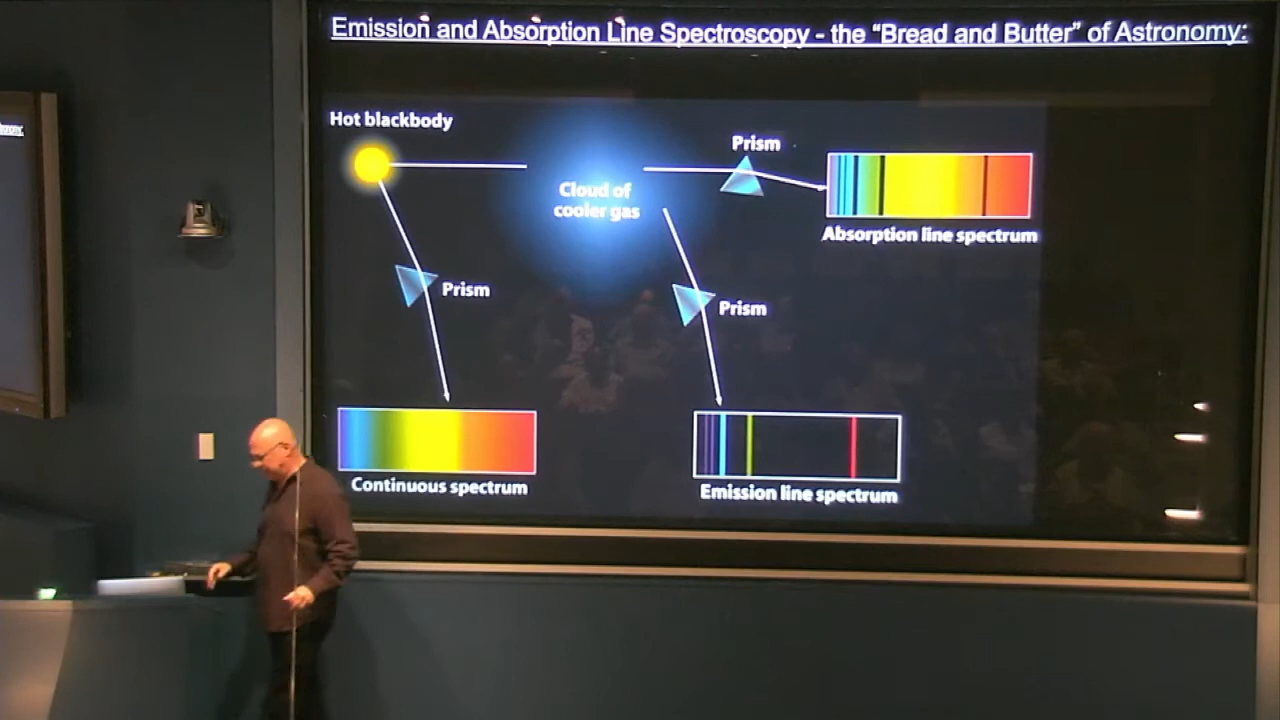 Emission and Absorption Line Spectroscopy - the “Bread and Butter” of Astronomy:
Hot blackbody
Prism
Cloud of
cooler gas
Absorption line spectrum
Prism
Prism
Continuous spectrum
Emission line spectrum